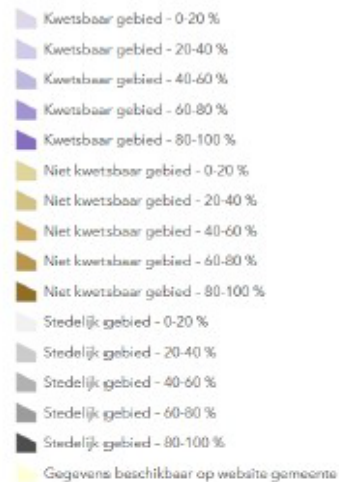 Kwetsbaar gebied - 0-20 %
Kwetsbaar gebied - 20-40 %
Kwetsbaar gebied - 40-60 %
Kwetsbaar gebied - 60-80 %
Kwetsbaar gebied - 80-100 %
Niet kwetsbaar gebied - 0-20 %
Niet kwetsbaar gebied - 20-40 %
Niet kwetsbaar gebied - 40-60 %
Niet kwetsbaar gebied - 60-80 %
Niet kwetsbaar gebied - 80-100 %
Stedelijk gebied - 0-20 %
Stedelijk gebied - 20-40 %
Stedelijk gebied - 40-60 %
Stedelijk gebied - 60-80 %
Stedelijk gebied - 80-100 %
Gegevens beschikbaar op website gemeente